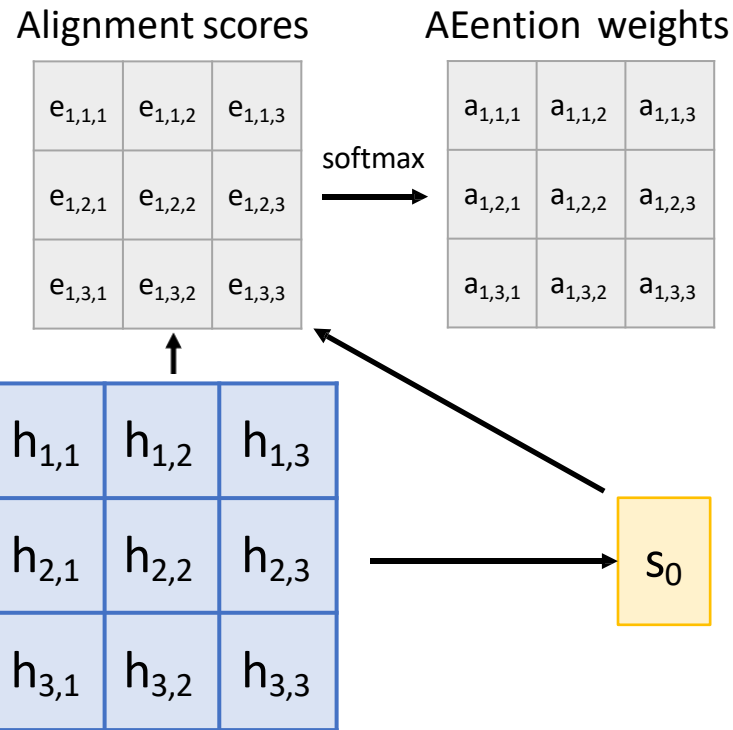 Alignment scores AEention weights
e1,1,1 e1,1,2 e1,1,3 a1,1,1 a1,1,2 a1,1,3
softmax
e1,2,1 e1,2,2 e1,2,3 a1,2,1 a1,2,2 a1,2,3
e1,3,1 e1,3,2 e1,3,3 a1,3,1 a1,3,2 a1,3,3
h1,1 h1,2 h1,3
h2,1 h2,2 h2,3 s0
h3,1 h3,2 h3,3